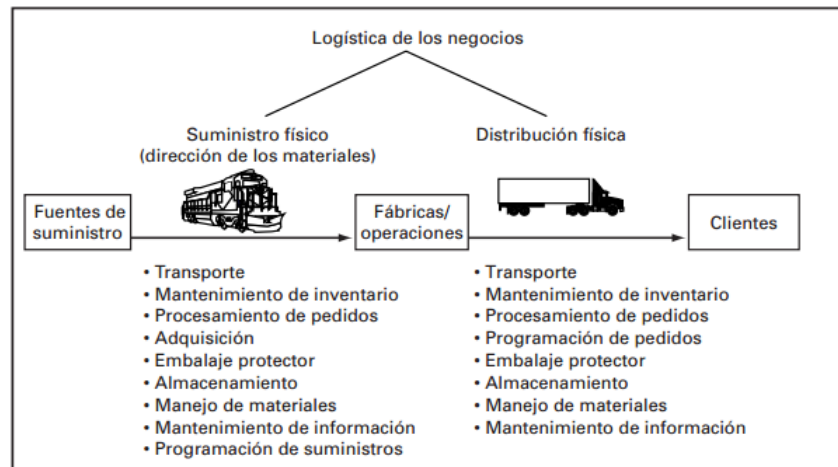 Logística de los negocios
Suministro físico
(dirección de los materiales)
Distribución física
Fuentes de
suministro
Fábricas/
operaciones
Clientes
• Transporte
• Mantenimiento de inventario
• Procesamiento de pedidos
• Adquisición
• Embalaje protector
• Almacenamiento
• Manejo de materiales
• Mantenimiento de información
• Programación de suministros
• Transporte
• Mantenimiento de inventario
• Procesamiento de pedidos
• Programación de pedidos
• Embalaje protector
• Almacenamiento
• Manejo de materiales
• Mantenimiento de información